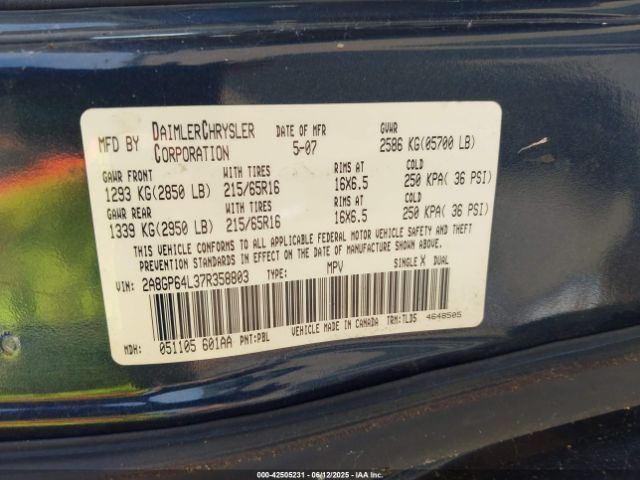 MFD BY DAIMLERCHRYSLER CORPORATION DATE OF MFR 5-07 GVWR 2586 KG(05700 LB)
GAWR FRONT WITH TIRES RIMS AT COLD
1293 KG(2850 LB) 215/65R16 16X6.5 250 KPA( 36 PSI)
GAWR REAR WITH TIRES RIMS AT COLD
1339 KG(2950 LB) 215/65R16 16X6.5 250 KPA( 36 PSI)
THIS VEHICLE CONFORMS TO ALL APPLICABLE FEDERAL MOTOR VEHICLE SAFETY AND THEFT
PREVENTION STANDARDS IN EFFECT ON THE DATE OF MANUFACTURE SHOWN ABOVE.
VIN: 2A8GP64L37R358803 TYPE: MPV SINGLE X DUAL
VEHICLE MADE IN CANADA 4648505
MDH: 051105 601AA PNT:PBL TRM:TLD5
000-42505231 - 06/12/2025 - IAAI.COM